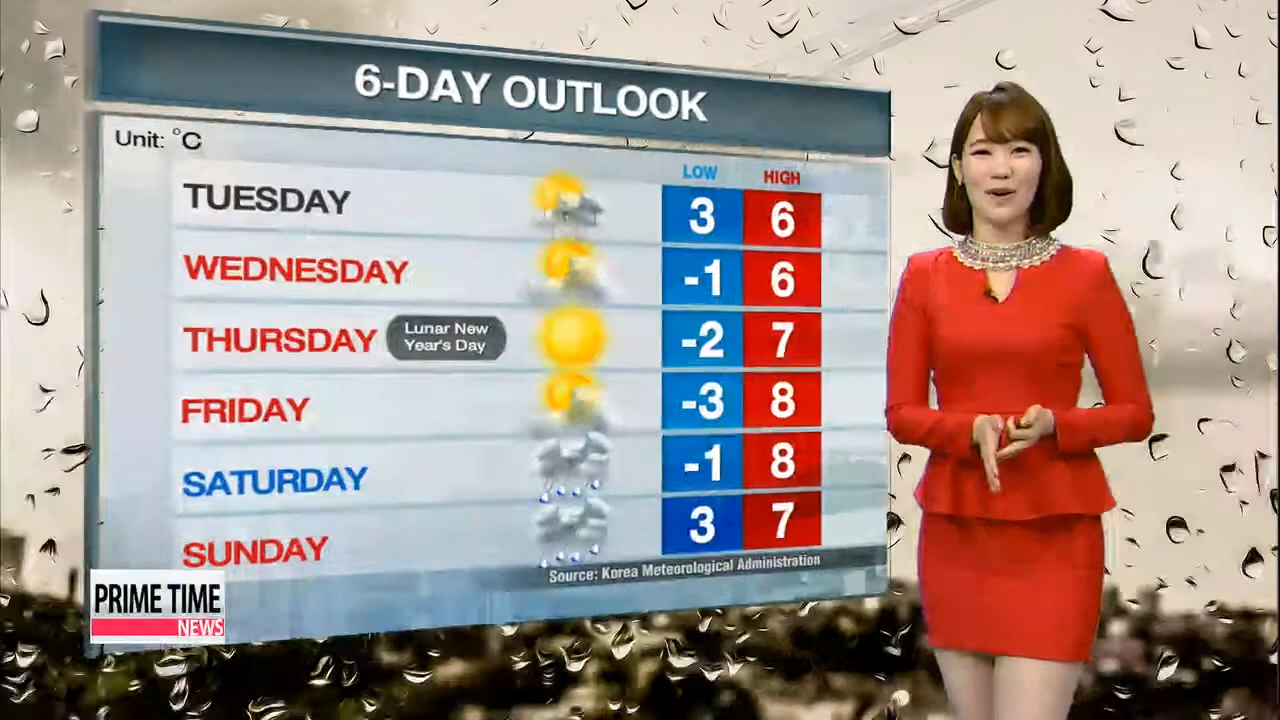 6-DAY OUTLOOK
Unit: °C
LOW HIGH
TUESDAY 3 6
WEDNESDAY -1 6
THURSDAY Lunar New
Year's Day -2 7
FRIDAY -3 8
SATURDAY -1 8
SUNDAY 3 7
Source: Korea Meteorological Administration
PRIME TIME
NEWS